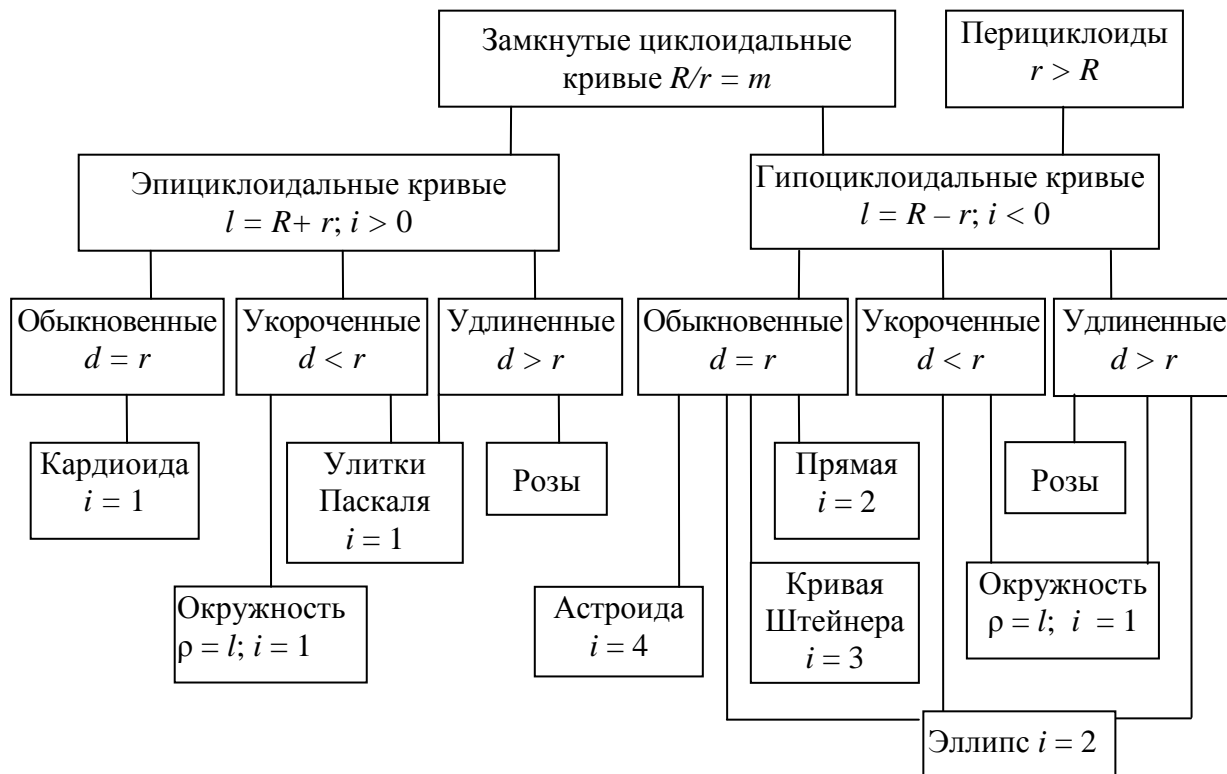 Замкнутые циклоидальные
кривые R/r = m
Перициклоиды
r > R
Эпициклоидальные кривые
l = R+ r; i > 0
Гипоциклоидальные кривые
l = R – r; i < 0
Обыкновенные
d = r
Укороченные
d < r
Удлиненные
d > r
Обыкновенные
d = r
Укороченные
d < r
Удлиненные
d > r
Кардиоида
i = 1
Улитки
Паскаля
i = 1
Розы
Прямая
i = 2
Розы
Окружность
ρ = l; i = 1
Астроида
i = 4
Кривая
Штейнера
i = 3
Окружность
ρ = l; i = 1
Эллипс i = 2